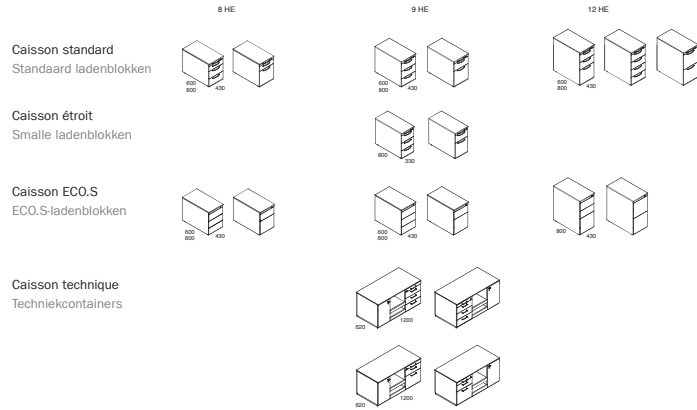 8 HE
9 HE
12 HE
Caisson standard
Standaard ladenblokken
600
800
430
600
800
430
600
800
430
Caisson étroit
Smalle ladenblokken
800
330
Caisson ECO.S
ECO.S-ladenblokken
600
800
430
600
800
430
800
430
Caisson technique
Techniekcontainers
620
1200
620
1200